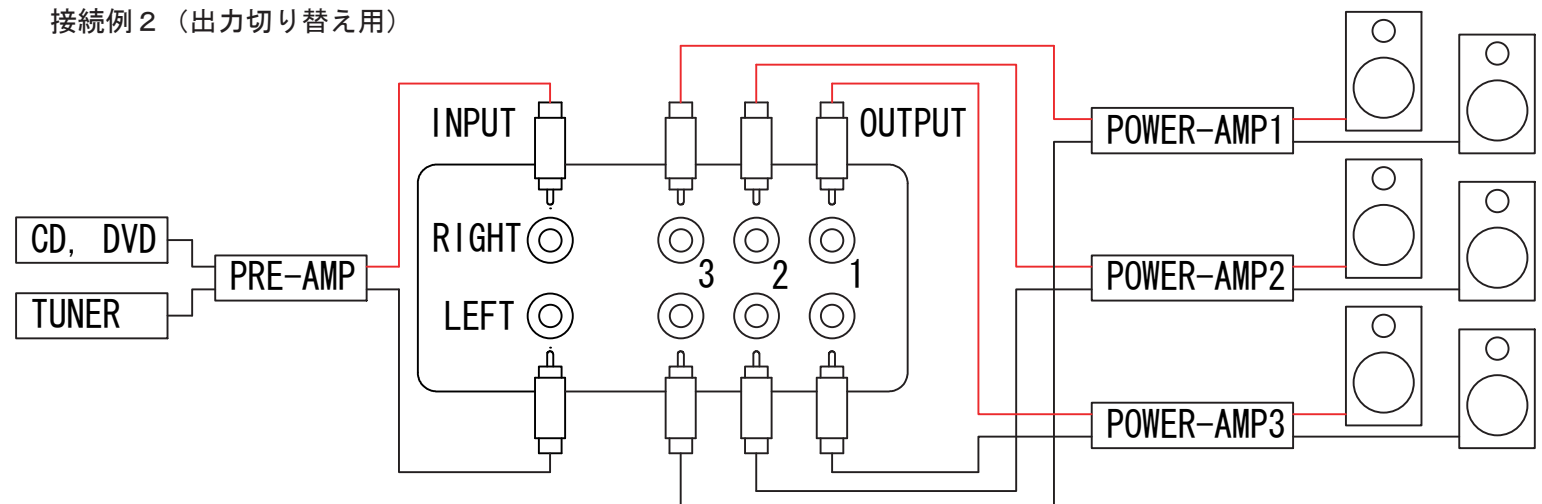 接続例２（出力切り替え用）
INPUT
OUTPUT
POWER-AMP1
RIGHT
CD, DVD
PRE-AMP
3 2 1
POWER-AMP2
TUNER
LEFT
POWER-AMP3